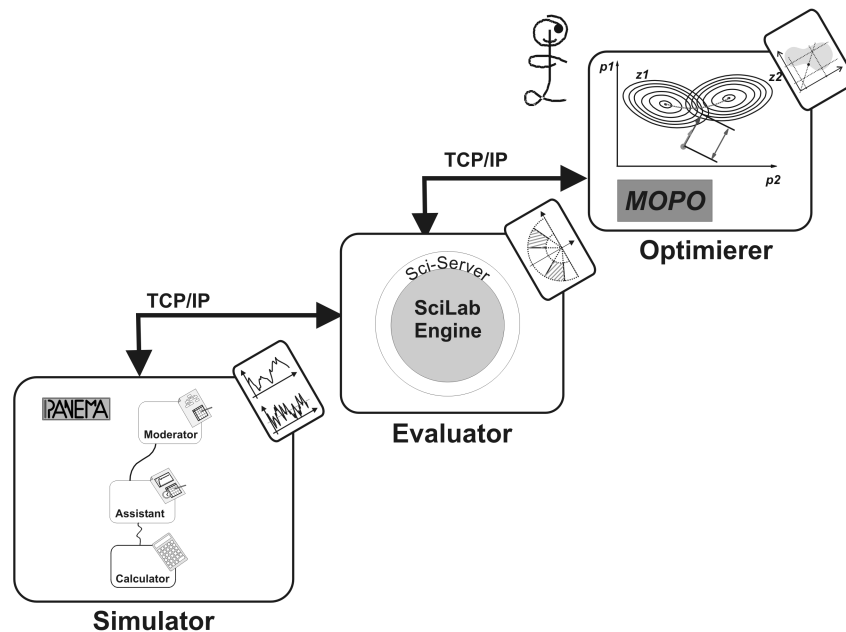 p1
z1
z2
p2
MOPO
Optimierer
TCP/IP
Sci-Server
SciLab
Engine
Evaluator
TCP/IP
IPANEMA
Moderator
Assistant
Calculator
Simulator